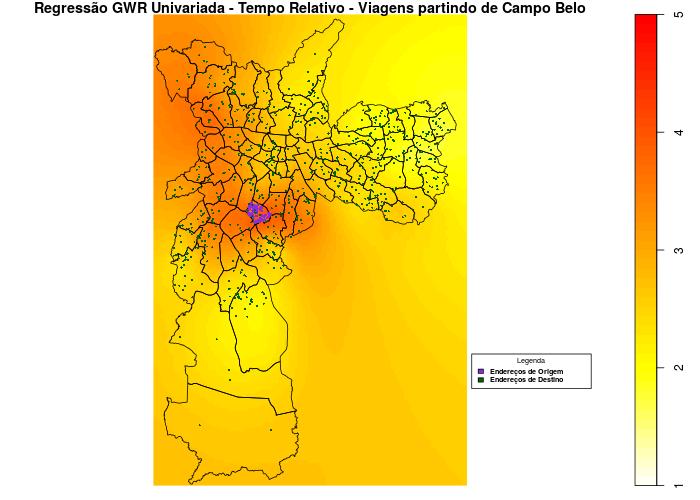 Regressão GWR Univariada - Tempo Relativo - Viagens partindo de Campo Belo
5
4
3
2
1
Legenda
Endereços de Origem
Endereços de Destino